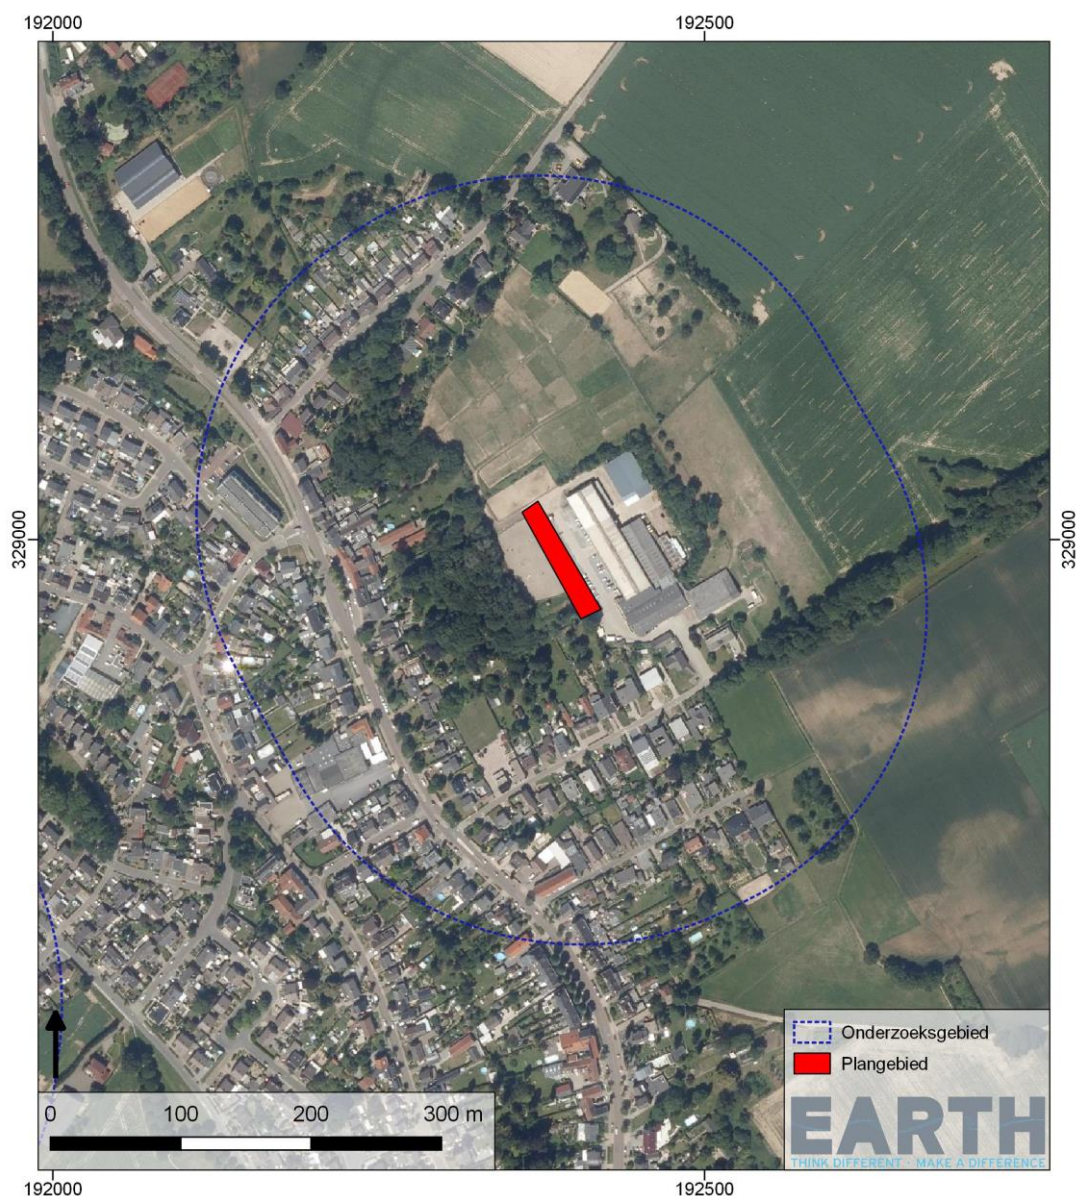 192000 192500
329000 329000
Onderzoeksgebied
Plangebied
0 100 200 300 m
EARTH
THINK DIFFERENT - MAKE A DIFFERENCE
192000 192500